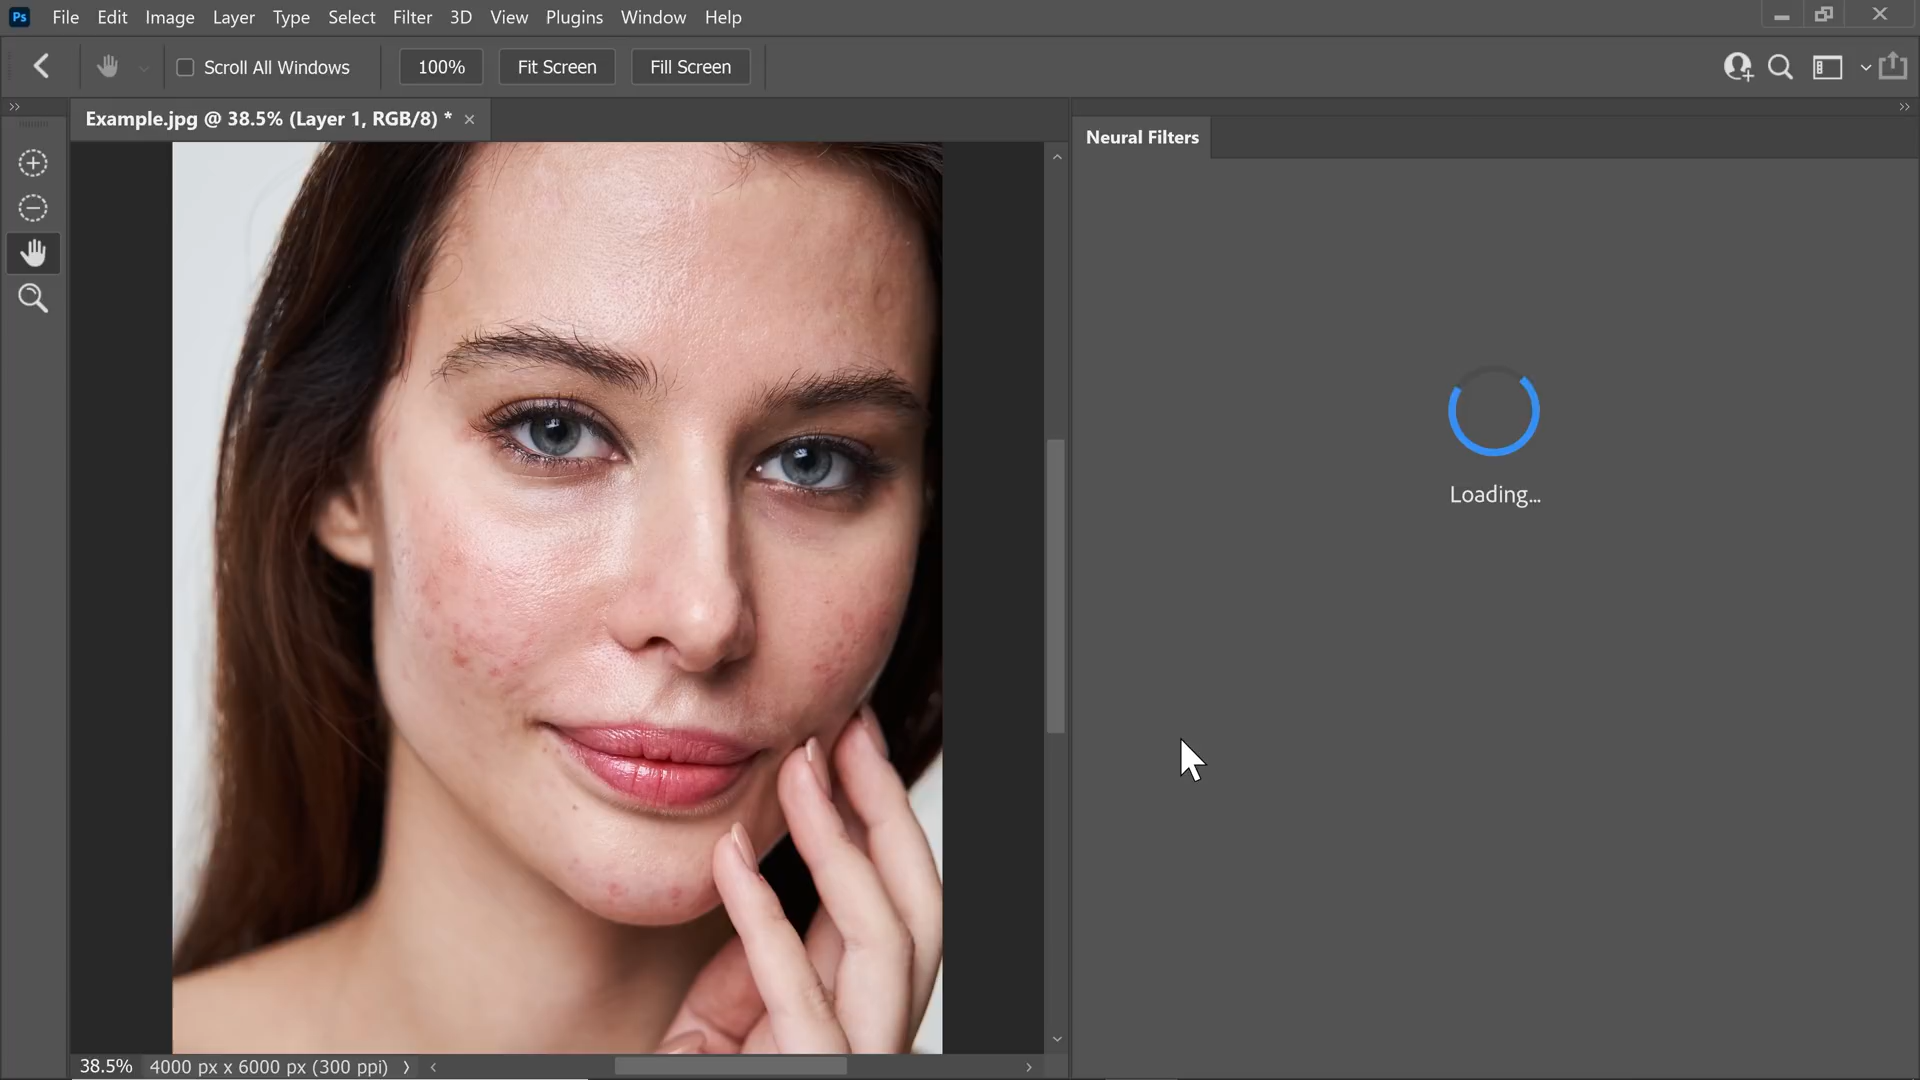 Ps File Edit Image Layer Type Select Filter 3D View Plugins Window Help
Scroll All Windows 100% Fit Screen Fill Screen
Example.jpg @ 38.5% (Layer 1, RGB/8) *
Neural Filters
Loading...
38.5% 4000 px x 6000 px (300 ppi)